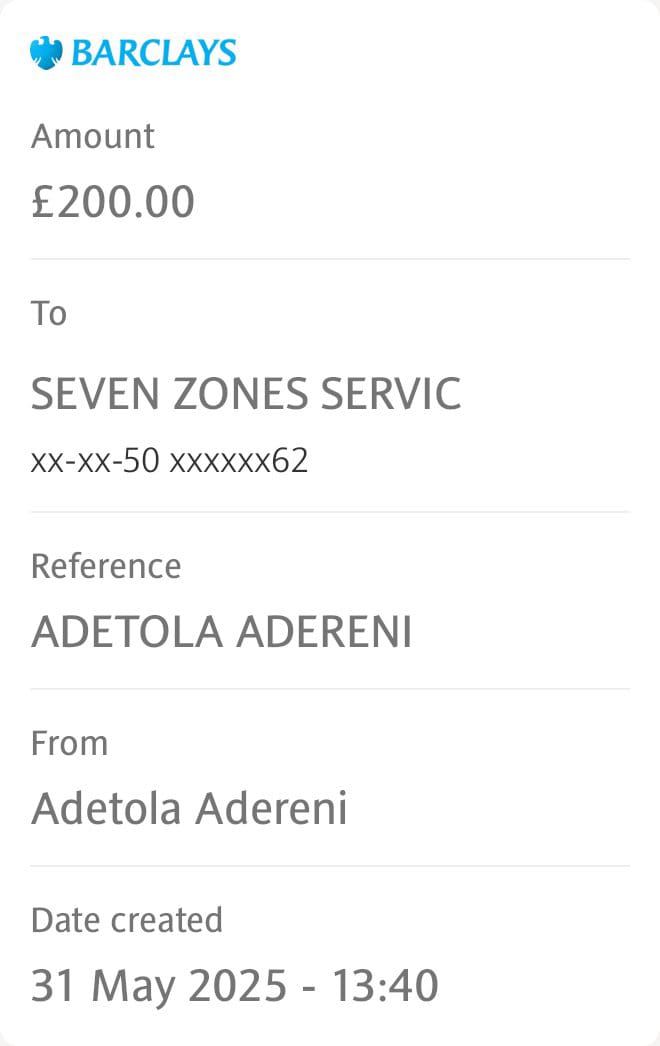 BARCLAYS
Amount
£200.00
To
SEVEN ZONES SERVIC
xx-xx-50 xxxxxx62
Reference
ADETOLA ADERENI
From
Adetola Adereni
Date created
31 May 2025 - 13:40